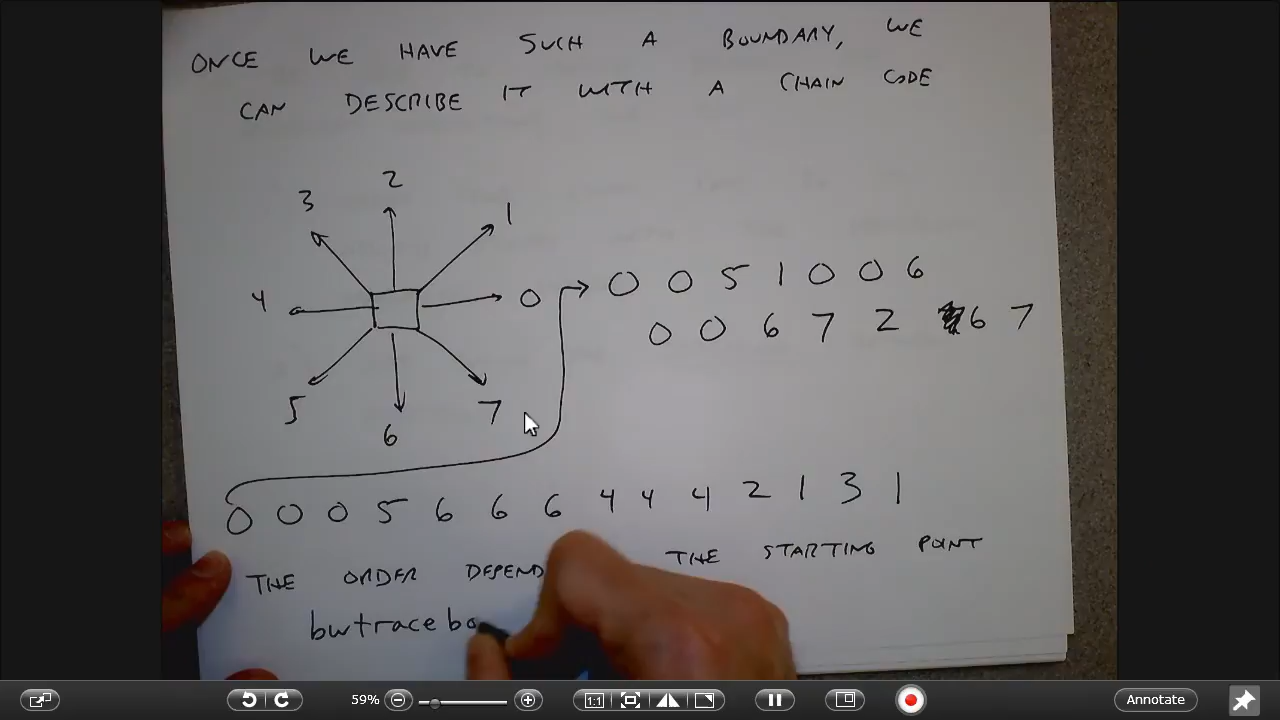 ONCE WE HAVE SUCH A BOUNDARY, WE
CAN DESCRIBE IT WITH A CHAIN CODE
2
3
1
4
0
5
6
7
0 0 5 1 0 0 6
0 0 6 7 2 6 7
0 0 0 5 6 6 6 4 4 4 2 1 3 1
THE ORDER THE STARTING POINT
59%
1:1
Annotate